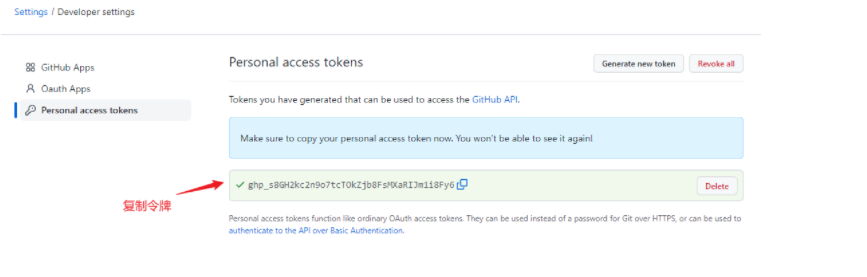 Settings / Developer settings
GitHub Apps
Oauth Apps
Personal access tokens
Personal access tokens
Generate new token
Revoke all
Tokens you have generated that can be used to access the GitHub API.
Make sure to copy your personal access token now. You won't be able to see it again!
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
Delete
复制令牌
Personal access tokens function like ordinary OAuth access tokens. They can be used instead of a password for Git over HTTPS, or can be used to
authenticate to the API over Basic Authentication.